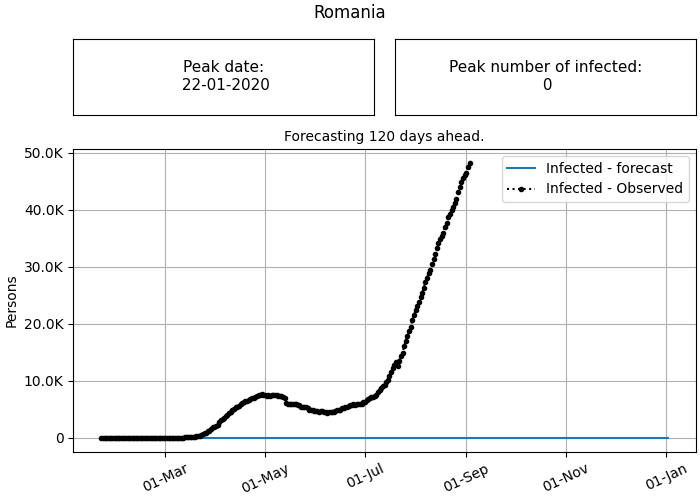 Romania
Peak date:
22-01-2020
Peak number of infected:
0
Forecasting 120 days ahead.
50.0K
40.0K
30.0K
20.0K
10.0K
0
Persons
Infected - forecast
Infected - Observed
01-Mar
01-May
01-Jul
01-Sep
01-Nov
01-Jan